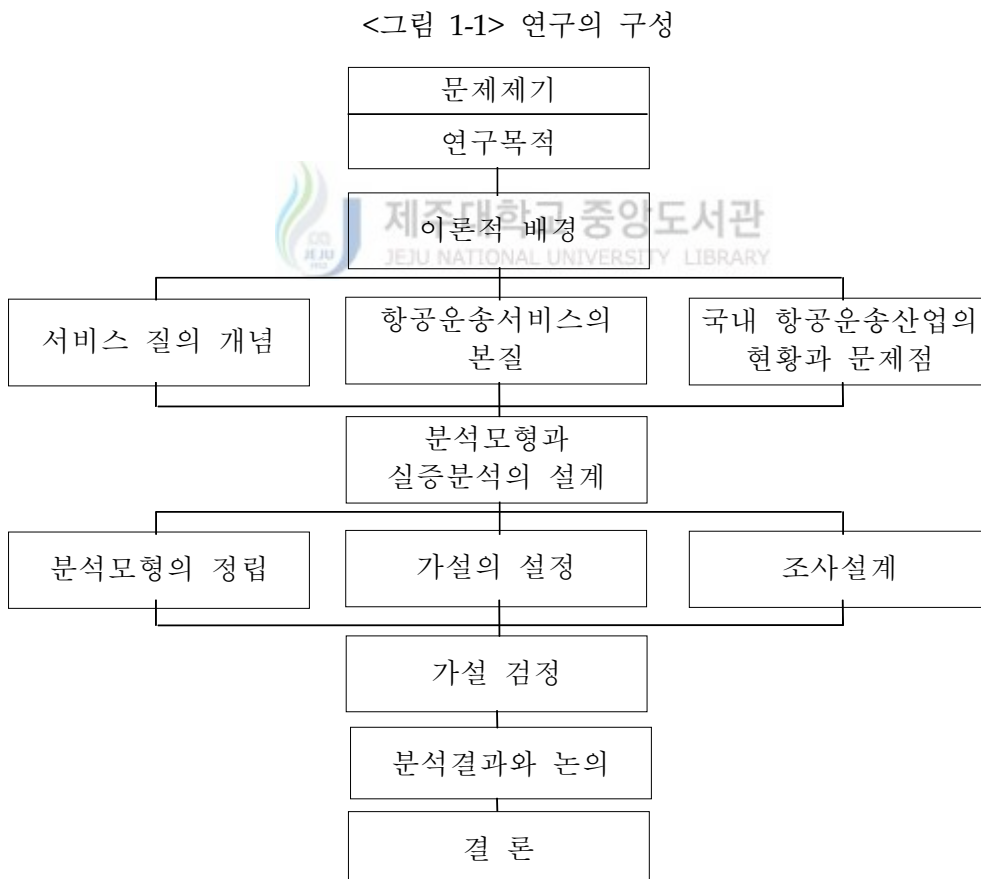 <그림 1-1> 연구의 구성
문제제기
연구목적
제주대학교 중앙도서관
JEJU NATIONAL UNIVERSITY LIBRARY
JEJU
1952
이론적 배경
서비스 질의 개념
항공운송서비스의
본질
국내 항공운송산업의
현황과 문제점
분석모형과
실증분석의 설계
분석모형의 정립
가설의 설정
조사설계
가설 검정
분석결과와 논의
결 론